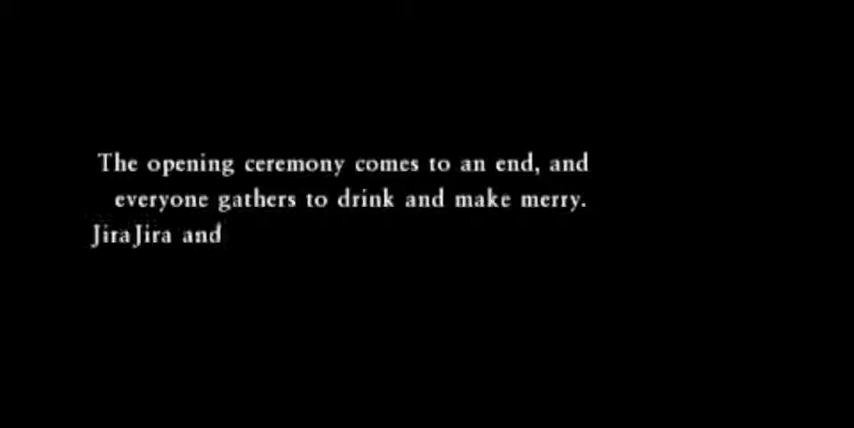 The opening ceremony comes to an end, and
everyone gathers to drink and make merry.
JiraJira and